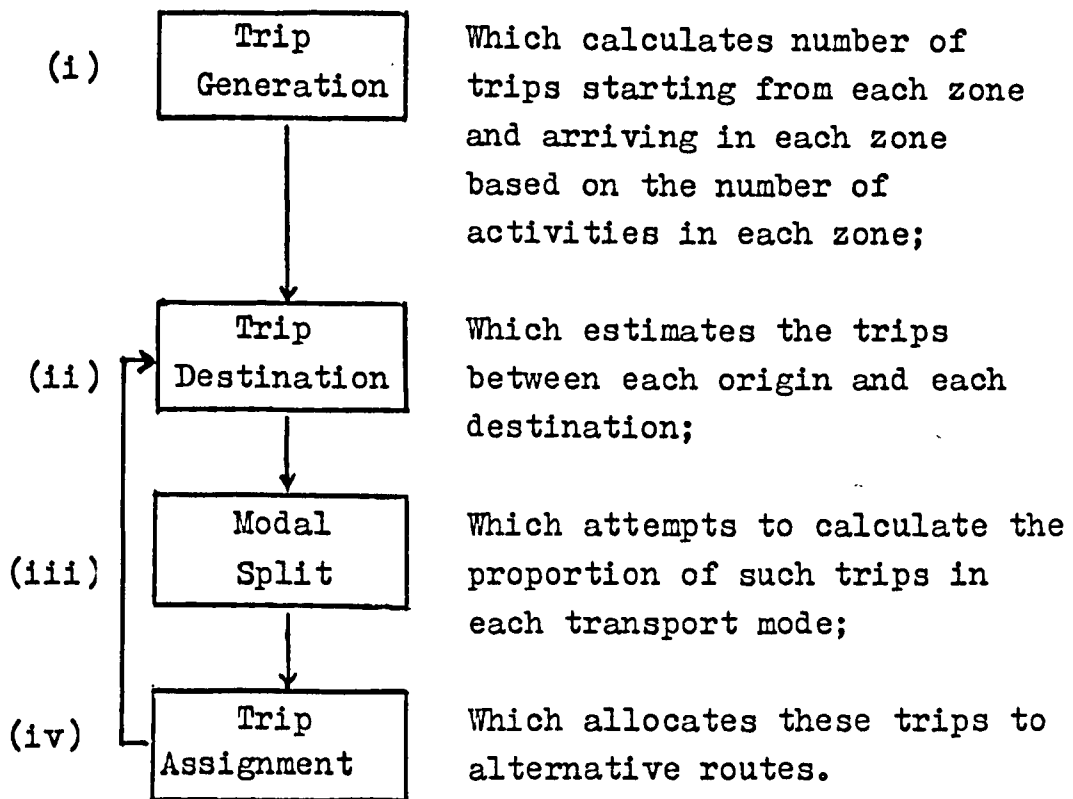 (i)
Trip
Generation
Which calculates number of
trips starting from each zone
and arriving in each zone
based on the number of
activities in each zone;
(ii)
Trip
Destination
Which estimates the trips
between each origin and each
destination;
(iii)
Modal
Split
Which attempts to calculate the
proportion of such trips in
each transport mode;
(iv)
Trip
Assignment
Which allocates these trips to
alternative routes.